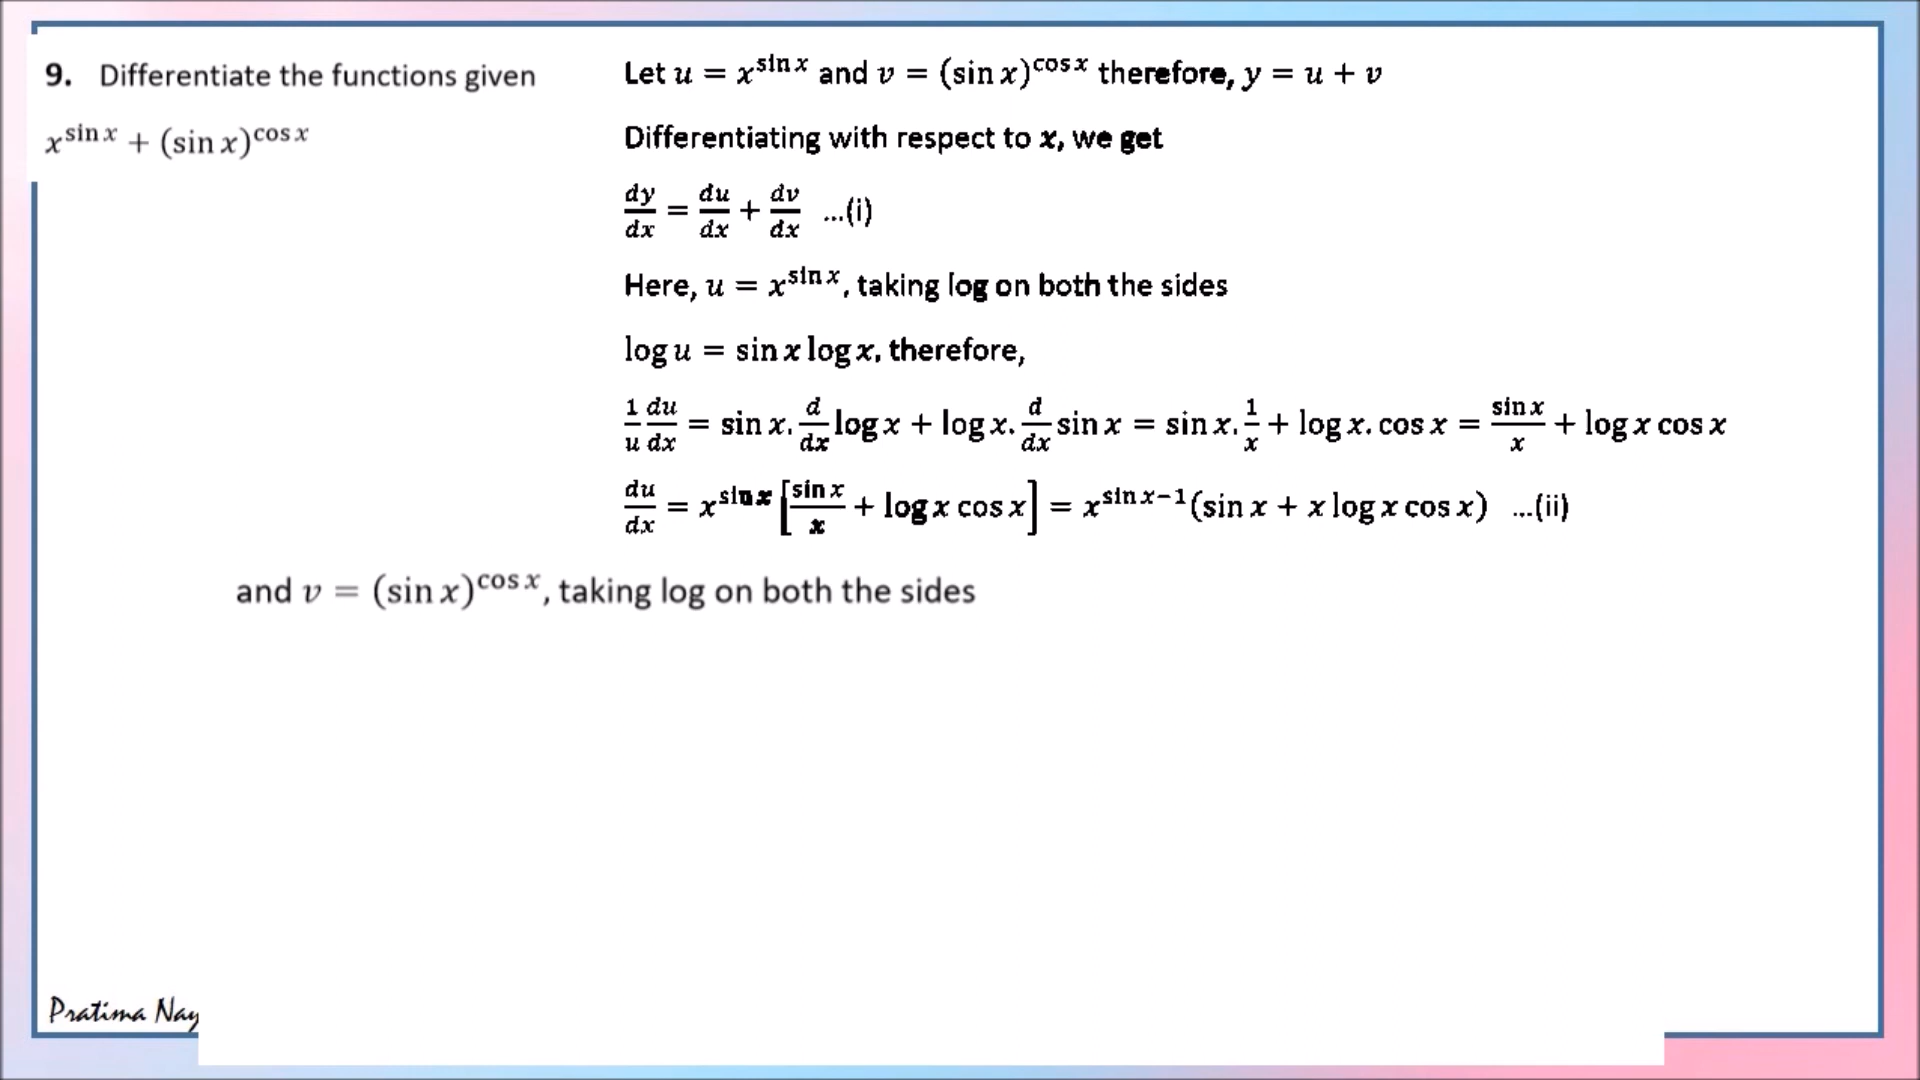 9. Differentiate the functions given
x^{sin x} + (sin x)^{cos x}
Let u = x^{sin x} and v = (sin x)^{cos x} therefore, y = u + v
Differentiating with respect to x, we get
dy/dx = du/dx + dv/dx ...(i)
Here, u = x^{sin x}, taking log on both the sides
log u = sin x log x, therefore,
1/u du/dx = sin x. d/dx log x + log x. d/dx sin x = sin x. 1/x + log x. cos x = sin x/x + log x cos x
du/dx = x^{sin x} [sin x/x + log x cos x] = x^{sin x−1}(sin x + x log x cos x) ...(ii)
and v = (sin x)^{cos x}, taking log on both the sides
Pratima Nay